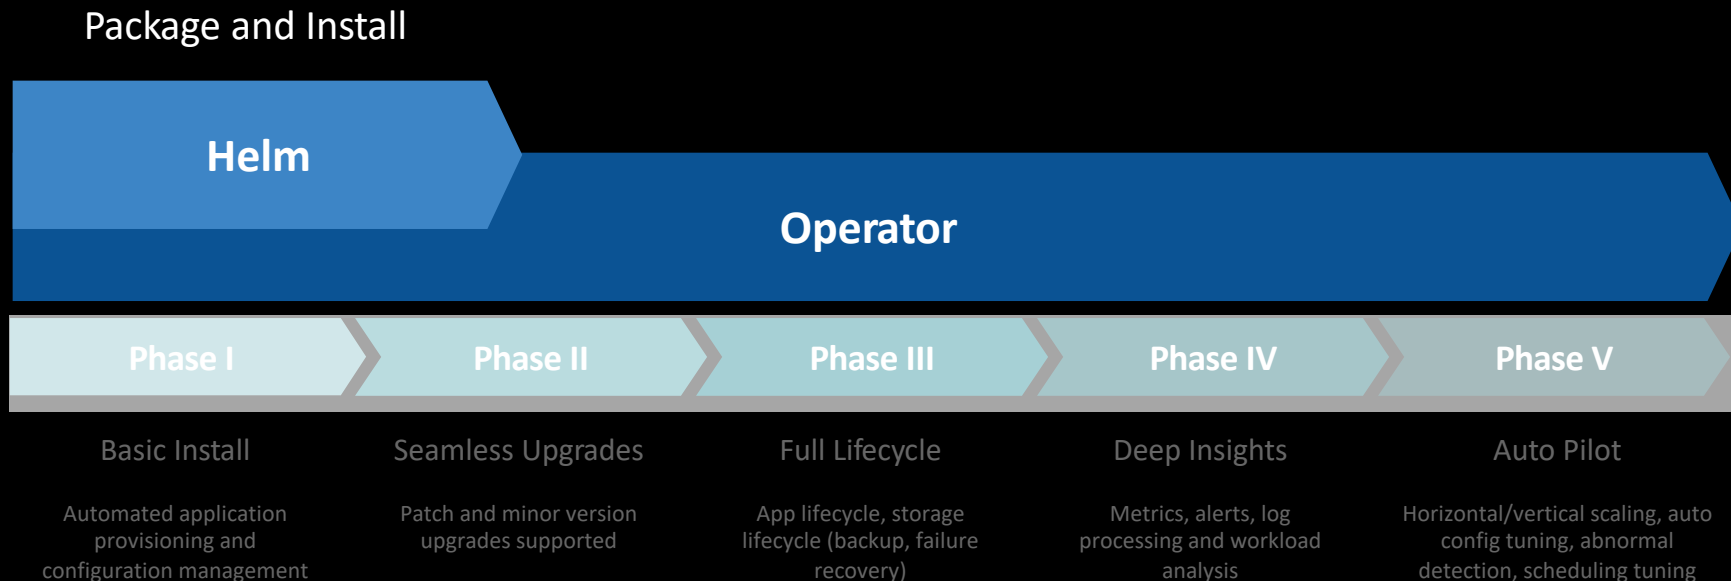 Package and Install
Helm
Operator
Phase I
Phase II
Phase III
Phase IV
Phase V
Basic Install
Seamless Upgrades
Full Lifecycle
Deep Insights
Auto Pilot
Automated application
provisioning and
configuration management
Patch and minor version
upgrades supported
App lifecycle, storage
lifecycle (backup, failure
recovery)
Metrics, alerts, log
processing and workload
analysis
Horizontal/vertical scaling, auto
config tuning, abnormal
detection, scheduling tuning